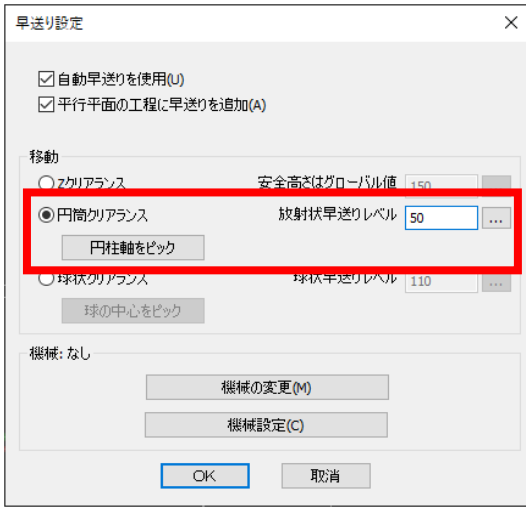 早送り設定
自動早送りを使用(U)
平行平面の工程に早送りを追加(A)
移動
Zクリアランス 安全高さはグローバル値 150
円筒クリアランス 放射状早送りレベル 50 ...
円柱軸をピック
球状クリアランス 球状早送りレベル 110 ...
球の中心をピック
機械: なし
機械の変更(M)
機械設定(C)
OK 取消